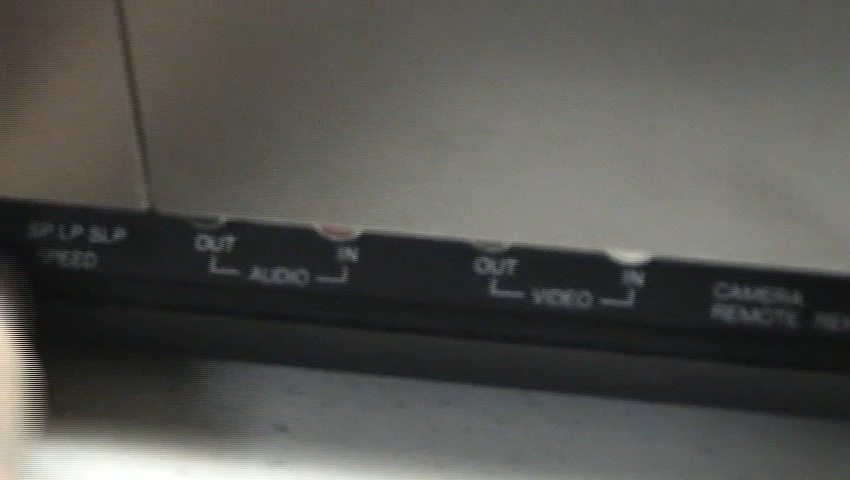 SP LP SLP
SPEED
OUT IN
AUDIO
OUT IN
VIDEO
CAMERA
REMOTE